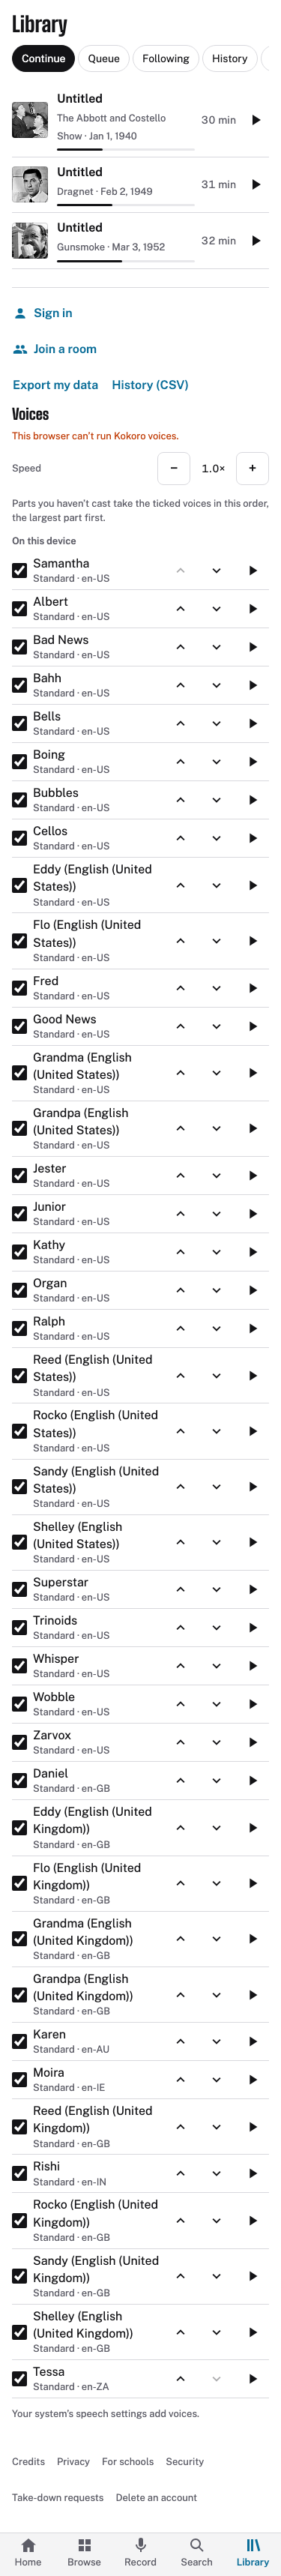 Library
Continue
Queue
Following
History
Untitled
The Abbott and Costello
Show · Jan 1, 1940
30 min
Untitled
Dragnet · Feb 2, 1949
31 min
Untitled
Gunsmoke · Mar 3, 1952
32 min
Sign in
Join a room
Export my data
History (CSV)
Voices
This browser can't run Kokoro voices.
Speed
−
1.0×
+
Parts you haven't cast take the ticked voices in this order,
the largest part first.
On this device
Samantha
Standard · en-US
Albert
Standard · en-US
Bad News
Standard · en-US
Bahh
Standard · en-US
Bells
Standard · en-US
Boing
Standard · en-US
Bubbles
Standard · en-US
Cellos
Standard · en-US
Eddy (English (United
States))
Standard · en-US
Flo (English (United
States))
Standard · en-US
Fred
Standard · en-US
Good News
Standard · en-US
Grandma (English
(United States))
Standard · en-US
Grandpa (English
(United States))
Standard · en-US
Jester
Standard · en-US
Junior
Standard · en-US
Kathy
Standard · en-US
Organ
Standard · en-US
Ralph
Standard · en-US
Reed (English (United
States))
Standard · en-US
Rocko (English (United
States))
Standard · en-US
Sandy (English (United
States))
Standard · en-US
Shelley (English
(United States))
Standard · en-US
Superstar
Standard · en-US
Trinoids
Standard · en-US
Whisper
Standard · en-US
Wobble
Standard · en-US
Zarvox
Standard · en-US
Daniel
Standard · en-GB
Eddy (English (United
Kingdom))
Standard · en-GB
Flo (English (United
Kingdom))
Standard · en-GB
Grandma (English
(United Kingdom))
Standard · en-GB
Grandpa (English
(United Kingdom))
Standard · en-GB
Karen
Standard · en-AU
Moira
Standard · en-IE
Reed (English (United
Kingdom))
Standard · en-GB
Rishi
Standard · en-IN
Rocko (English (United
Kingdom))
Standard · en-GB
Sandy (English (United
Kingdom))
Standard · en-GB
Shelley (English
(United Kingdom))
Standard · en-GB
Tessa
Standard · en-ZA
Your system's speech settings add voices.
Credits
Privacy
For schools
Security
Take-down requests
Delete an account
Home
Browse
Record
Search
Library